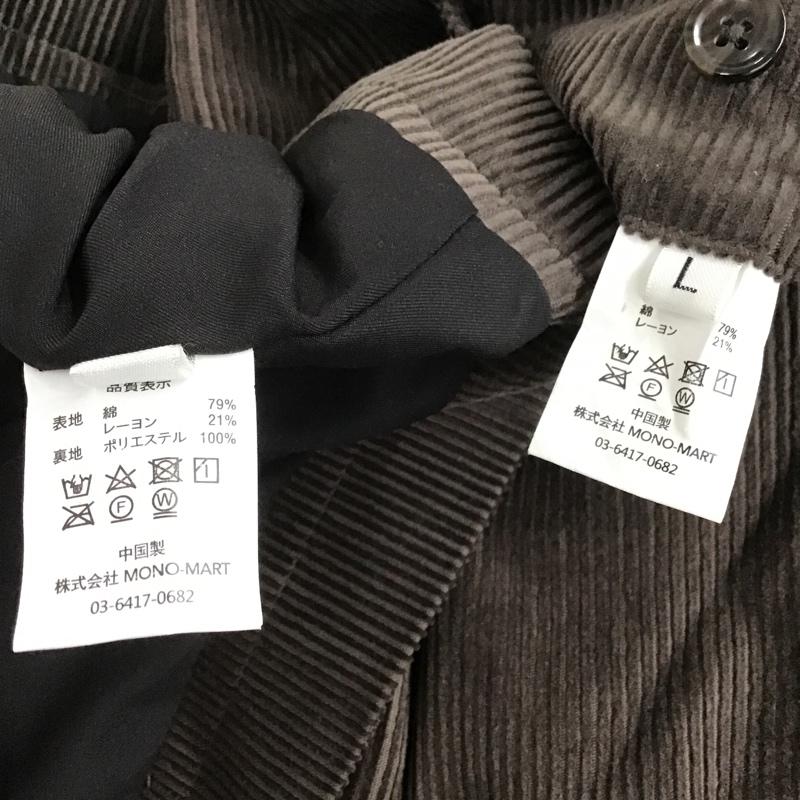 品質表示
表地 綿 79%
レーヨン 21%
裏地 ポリエステル 100%
F W
中国製
株式会社 MONO-MART
03-6417-0682
L
綿 79%
レーヨン 21%
F W
中国製
株式会社 MONO-MART
03-6417-0682